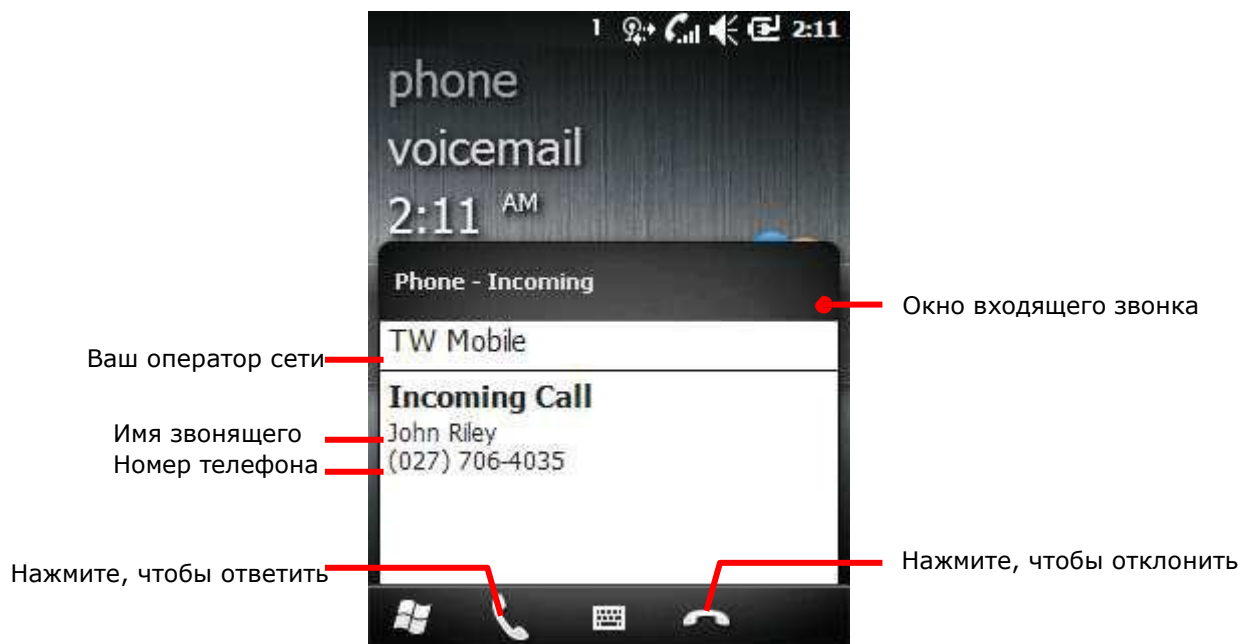 1 2:11
phone
voicemail
2:11 AM
Phone - Incoming
Окно входящего звонка
TW Mobile
Ваш оператор сети
Incoming Call
Имя звонящего
John Riley
Номер телефона
(027) 706-4035
Нажмите, чтобы ответить
Нажмите, чтобы отклонить